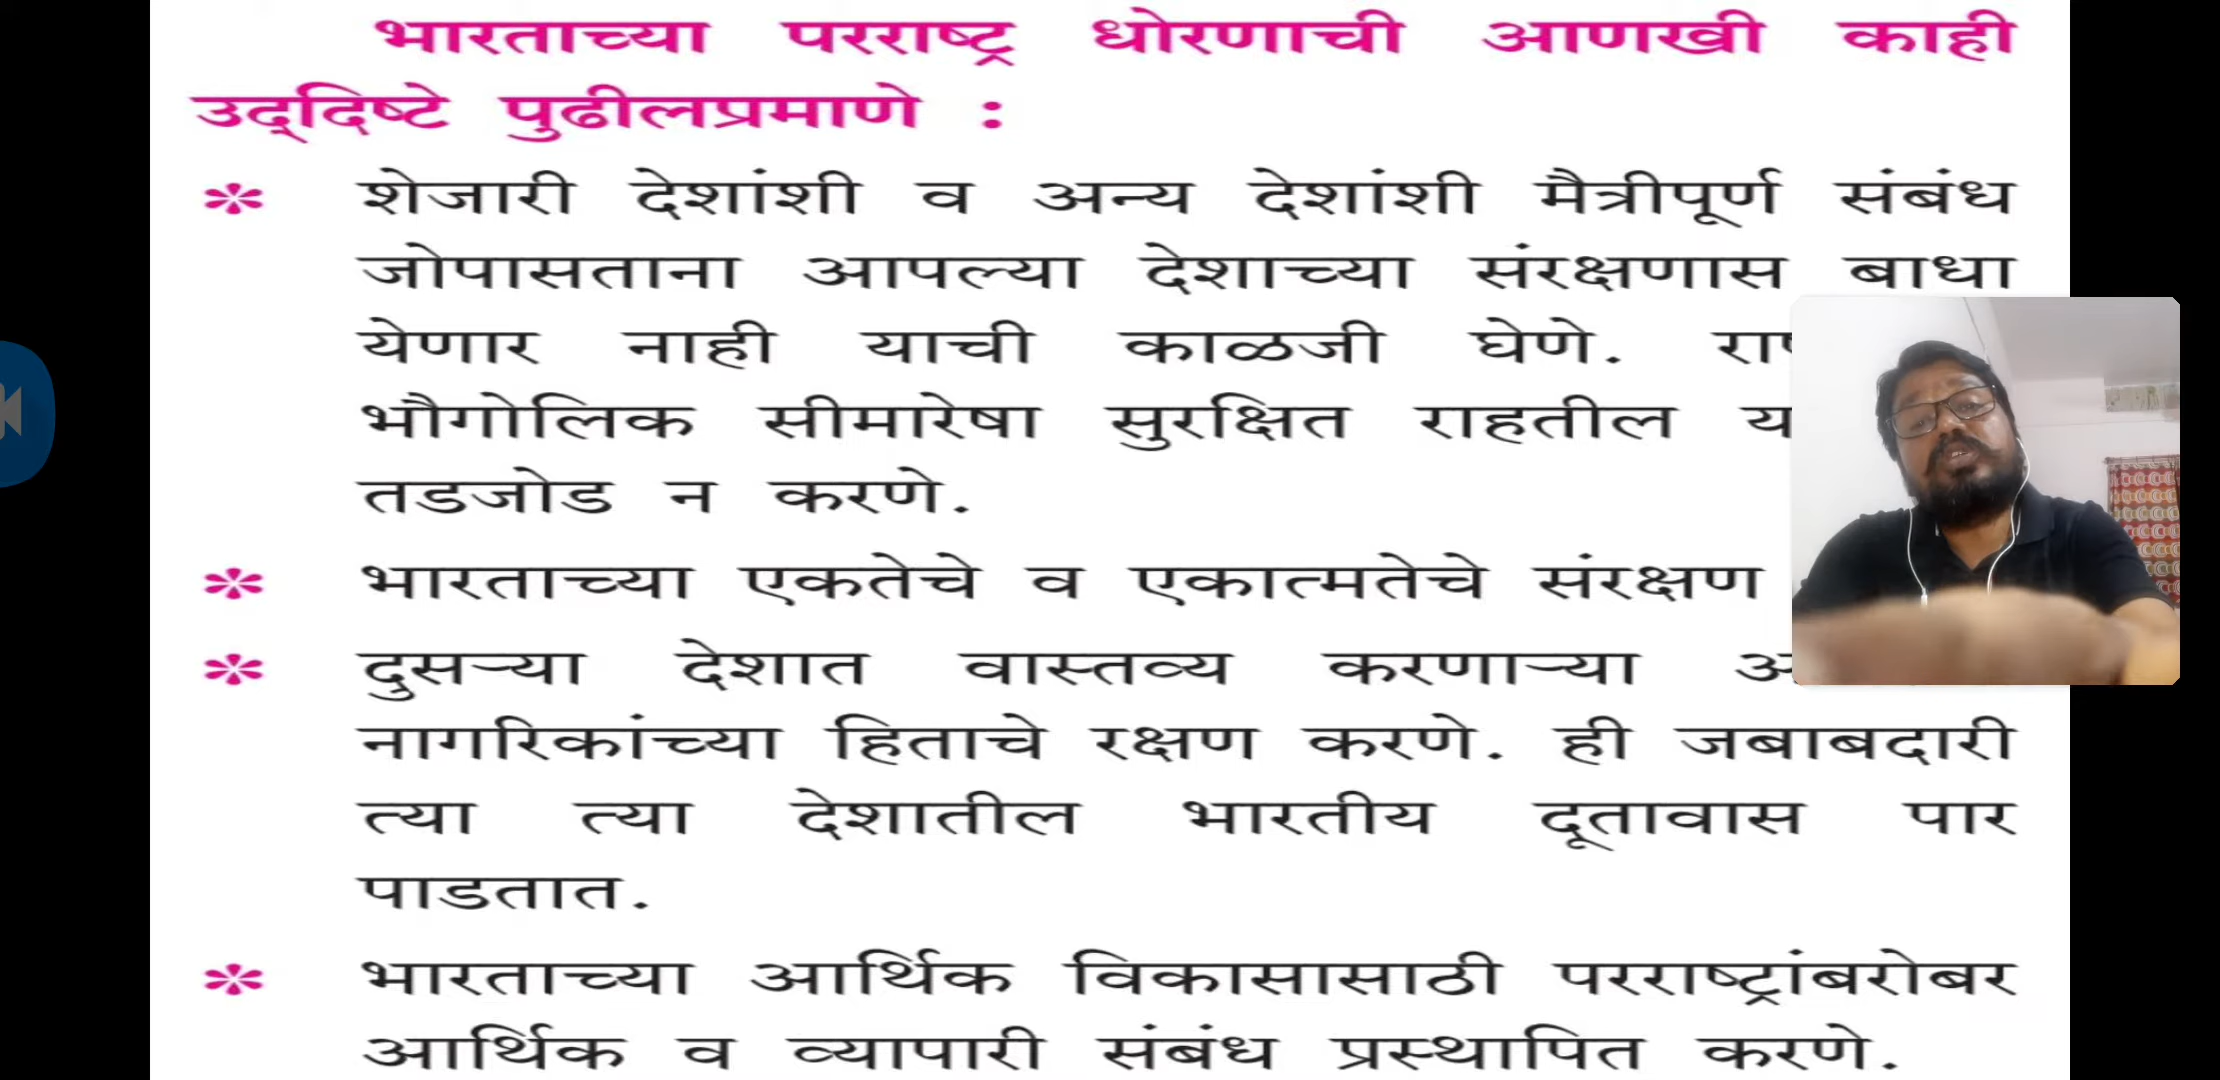 भारताच्या परराष्ट्र धोरणाची आणखी काही
उद्‌दिष्टे पुढीलप्रमाणे :
* शेजारी देशांशी व अन्य देशांशी मैत्रीपूर्ण संबंध
जोपासताना आपल्या देशाच्या संरक्षणास बाधा
येणार नाही याची काळजी घेणे.
भौगोलिक सीमारेषा सुरक्षित राहतील
तडजोड न करणे.
* भारताच्या एकतेचे व एकात्मतेचे संरक्षण
* दुसऱ्या देशात वास्तव्य करणाऱ्या
नागरिकांच्या हिताचे रक्षण करणे. ही जबाबदारी
त्या त्या देशातील भारतीय दूतावास पार
पाडतात.
* भारताच्या आर्थिक विकासासाठी परराष्ट्रांबरोबर
आर्थिक व व्यापारी संबंध प्रस्थापित करणे.